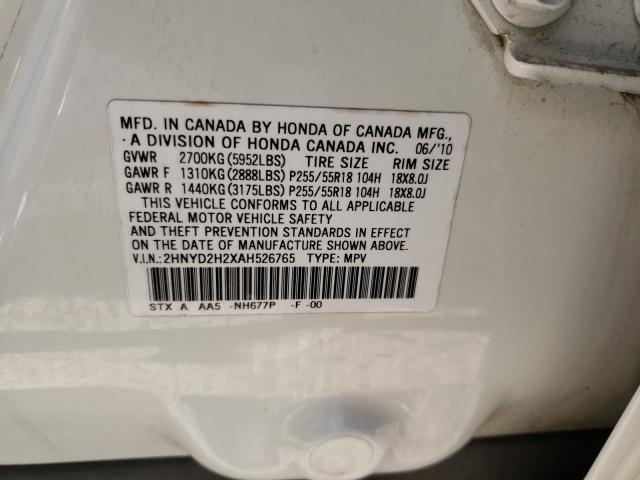 MFD. IN CANADA BY HONDA OF CANADA MFG.,
A DIVISION OF HONDA CANADA INC. 06/'10
GVWR 2700KG(5952LBS) TIRE SIZE RIM SIZE
GAWR F 1310KG(2888LBS) P255/55R18 104H 18X8.0J
GAWR R 1440KG(3175LBS) P255/55R18 104H 18X8.0J
THIS VEHICLE CONFORMS TO ALL APPLICABLE
FEDERAL MOTOR VEHICLE SAFETY
AND THEFT PREVENTION STANDARDS IN EFFECT
ON THE DATE OF MANUFACTURE SHOWN ABOVE.
V.I.N.:2HNYD2H2XAH526765 TYPE: MPV
STX A AA5 -NH677P -F -00